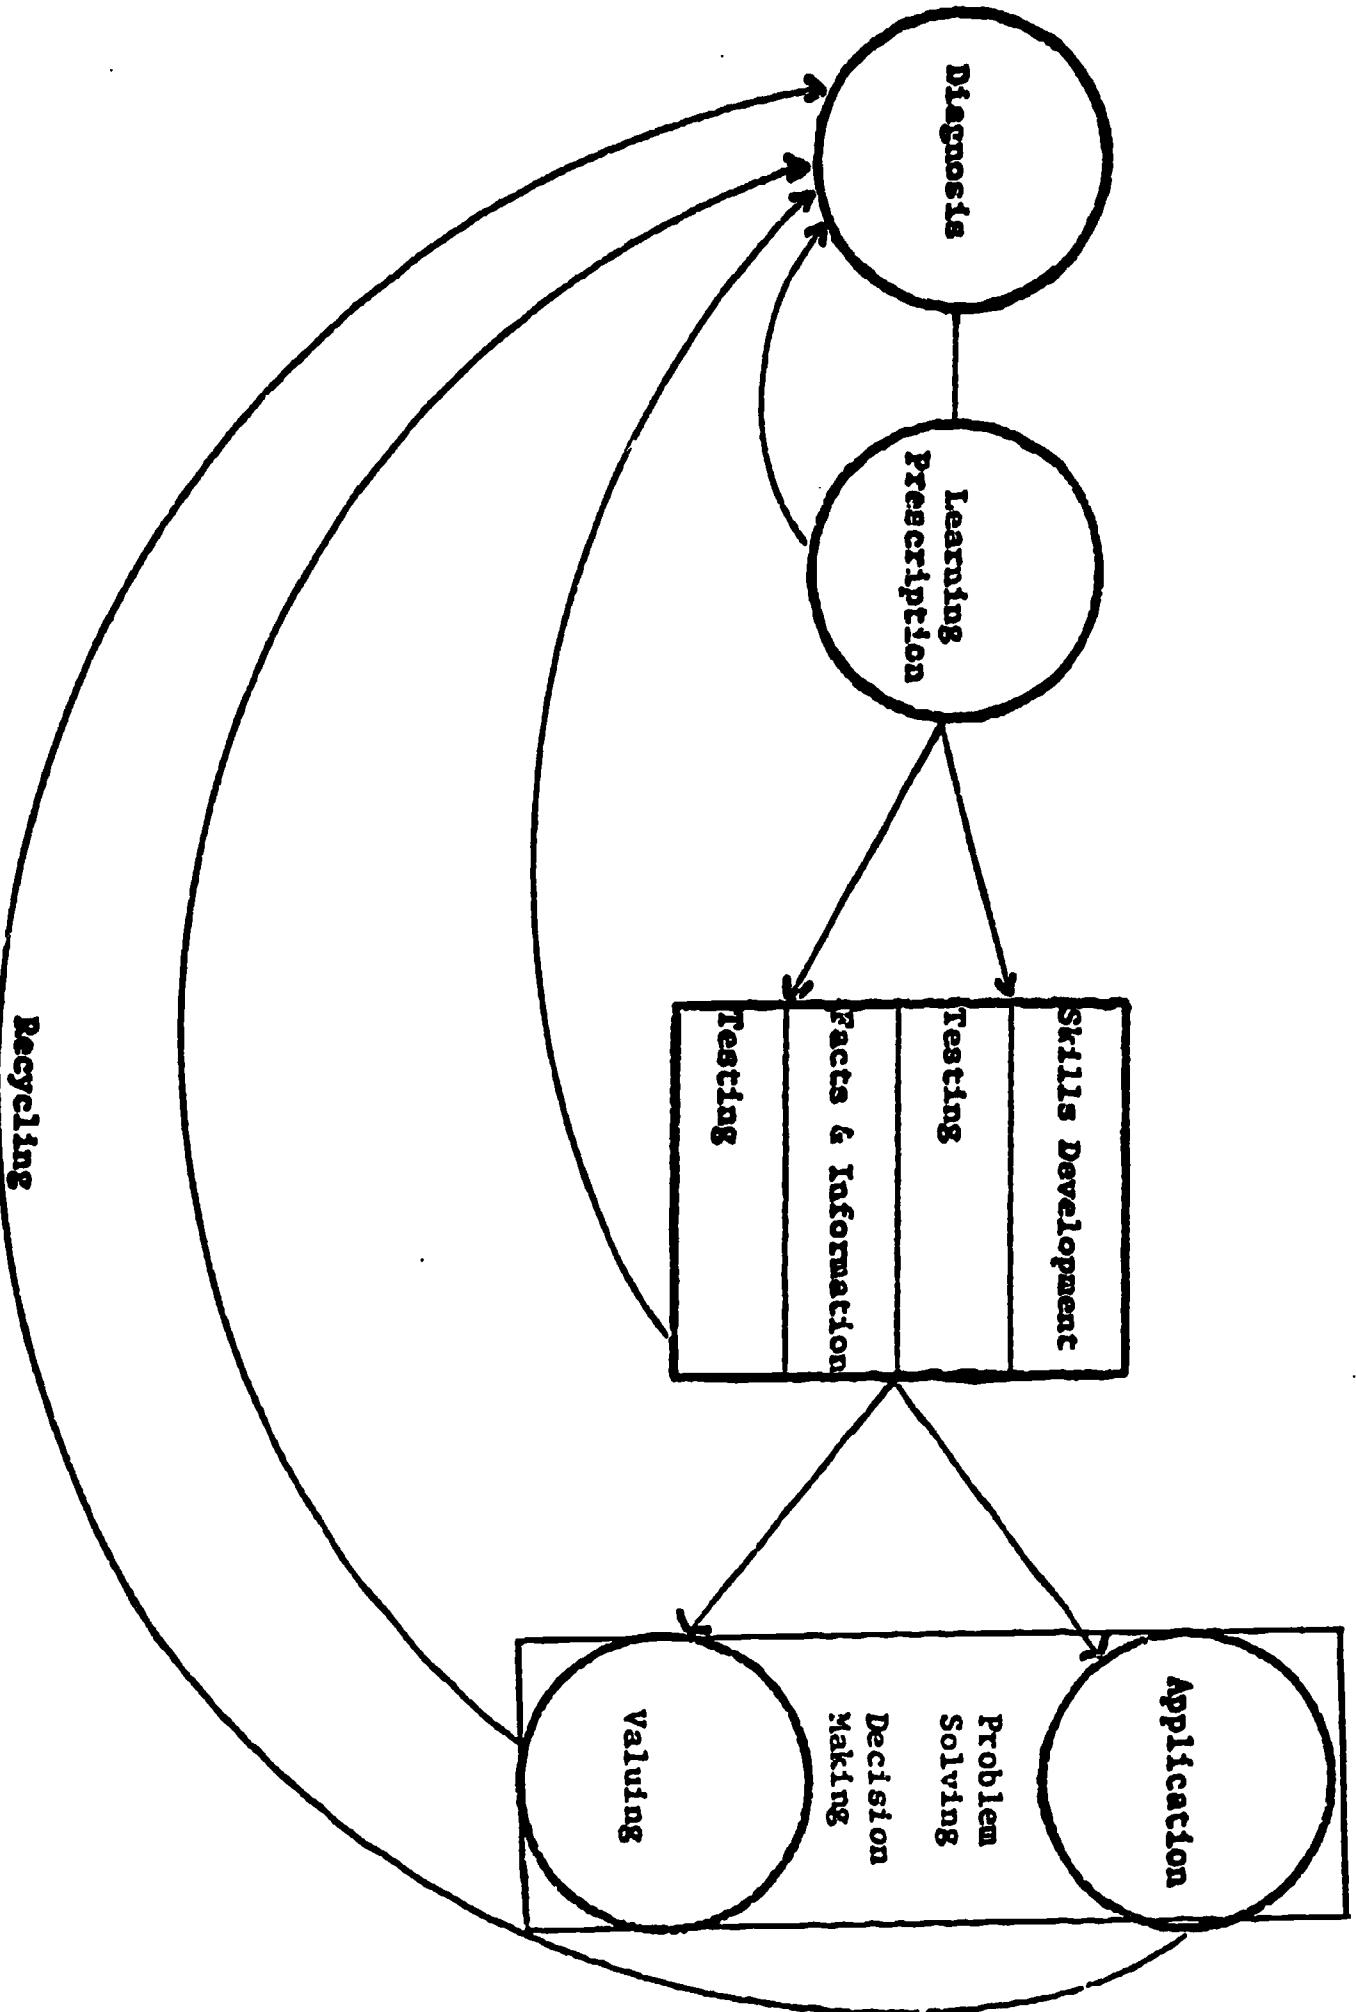 Diagnosis
Learning
Prescription
Skills Development
Testing
Facts & Information
Testing
Application
Problem
Solving
Decision
Making
Valuing
Recycling